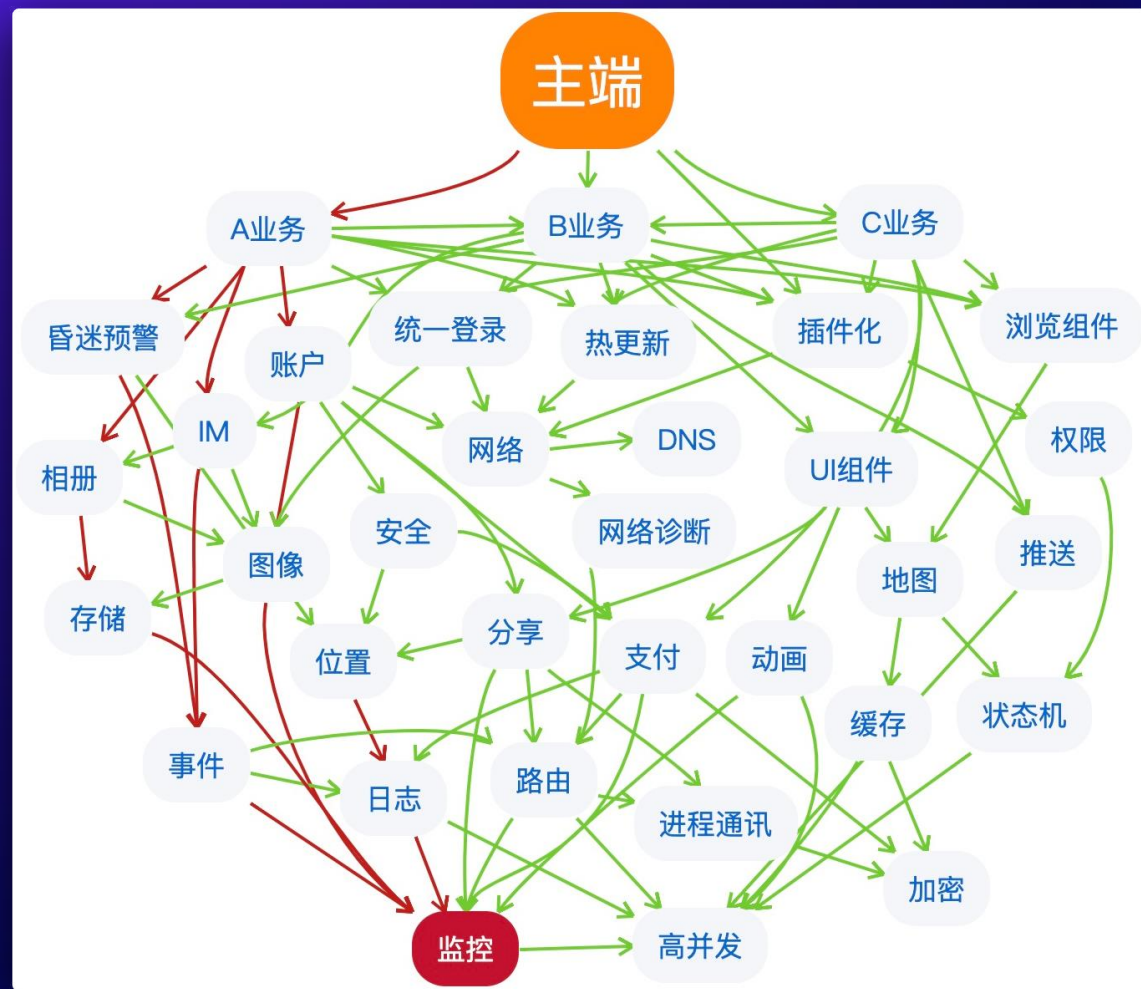 主端
A业务
B业务
C业务
昏迷预警
账户
统一登录
热更新
插件化
浏览组件
IM
网络
DNS
UI组件
权限
相册
安全
网络诊断
图像
地图
推送
存储
位置
分享
支付
动画
缓存
状态机
事件
日志
路由
进程通讯
加密
监控
高并发